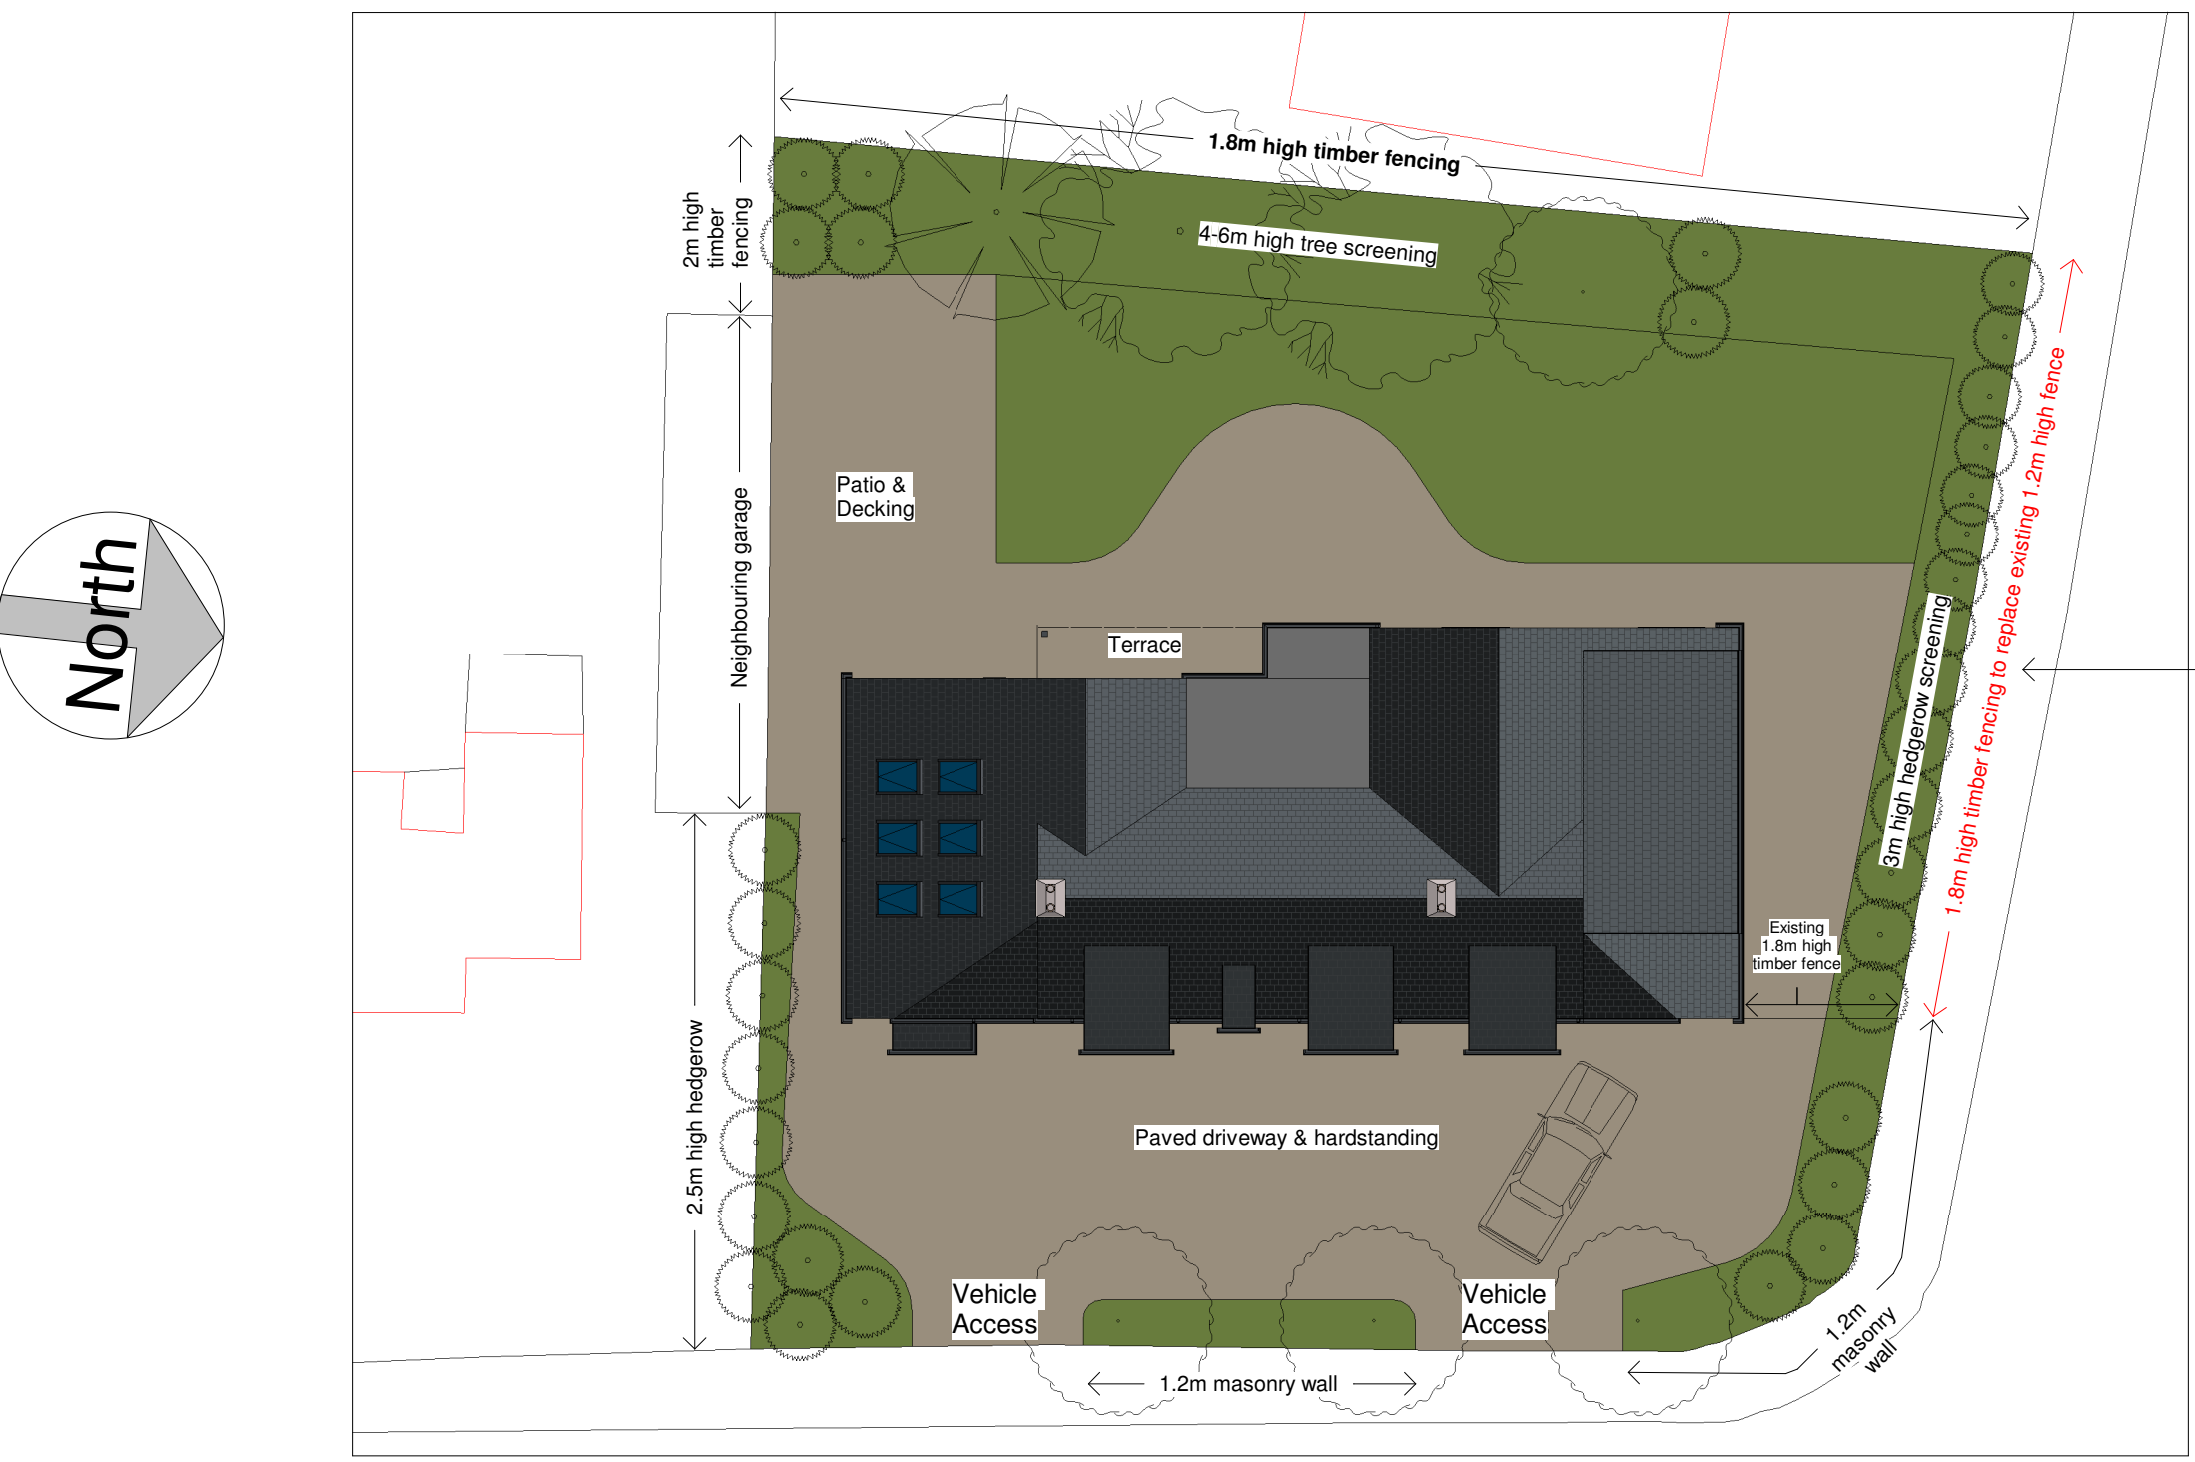 1.8m high timber fencing
2m high
timber
fencing
4-6m high tree screening
1.8m high timber fencing to replace existing 1.2m high fence
Patio &
Decking
Neighbouring garage
North
3m high hedgerow screening
Terrace
Existing
1.8m high
timber fence
2.5m high hedgerow
Paved driveway & hardstanding
Vehicle
Access
Vehicle
Access
1.2m masonry wall
1.2m
masonry
wall